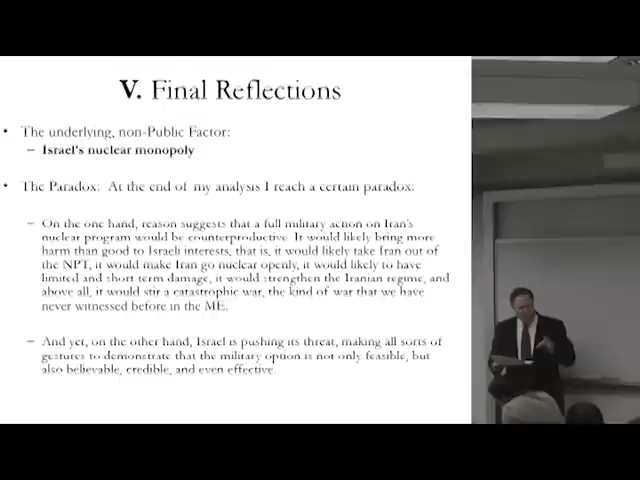 V. Final Reflections
• The underlying, non-Public Factor:
– Israel's nuclear monopoly
• The Paradox: At the end of my analysis I reach a certain paradox:
– On the one hand, reason suggests that a full military action on Iran's
nuclear program would be counterproductive. It would likely bring more
harm than good to Israeli interests, that is, it would likely take Iran out of
the NPT, it would make Iran go nuclear openly, it would likely to have
limited and short term damage, it would strengthen the Iranian regime, and
above all, it would stir a catastrophic war, the kind of war that we have
never witnessed before in the ME.
– And yet, on the other hand, Israel is pushing its threat, making all sorts of
gestures to demonstrate that the military option is not only feasible, but
also believable, credible, and even effective.